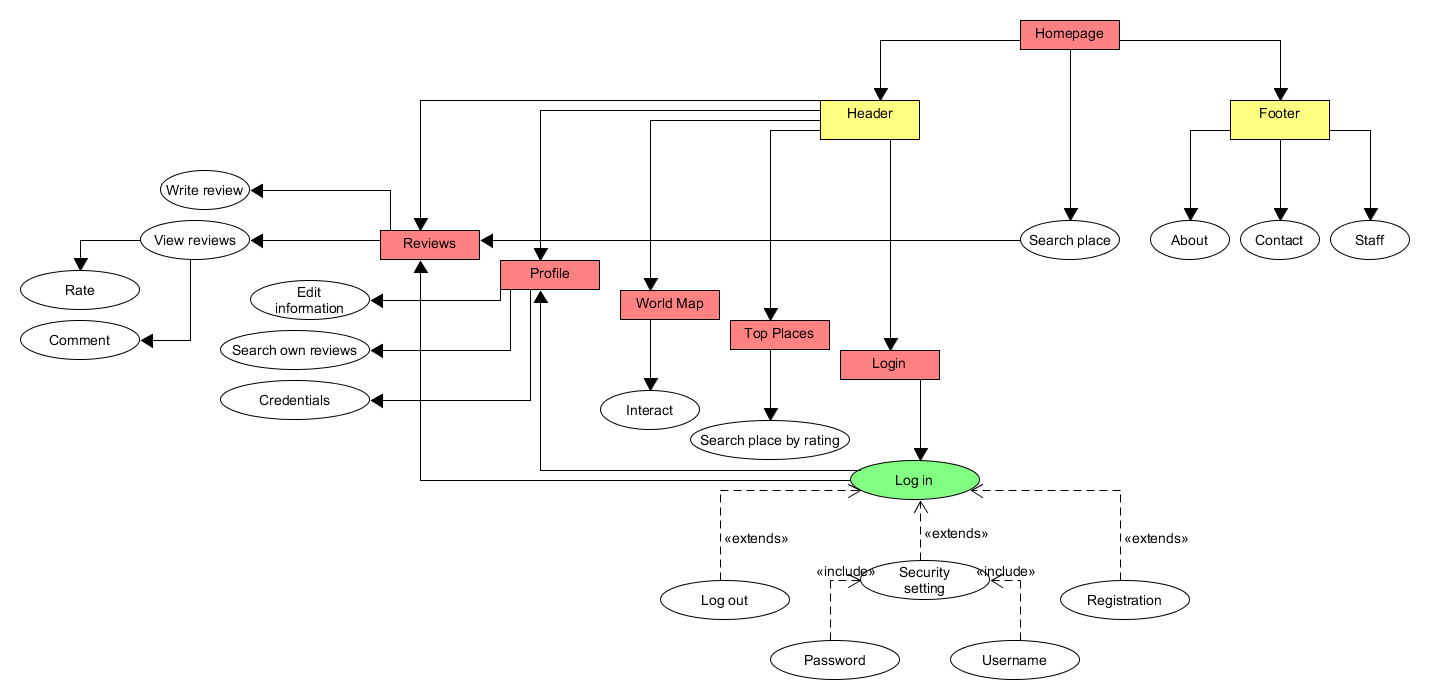 Homepage
Header
Footer
Write review
View reviews
Reviews
Search place
About
Contact
Staff
Rate
Profile
Edit
information
World Map
Comment
Search own reviews
Top Places
Login
Credentials
Interact
Search place by rating
Log in
«extends»
«extends»
«extends»
«include»
Security
setting
«include»
Log out
Registration
Password
Username